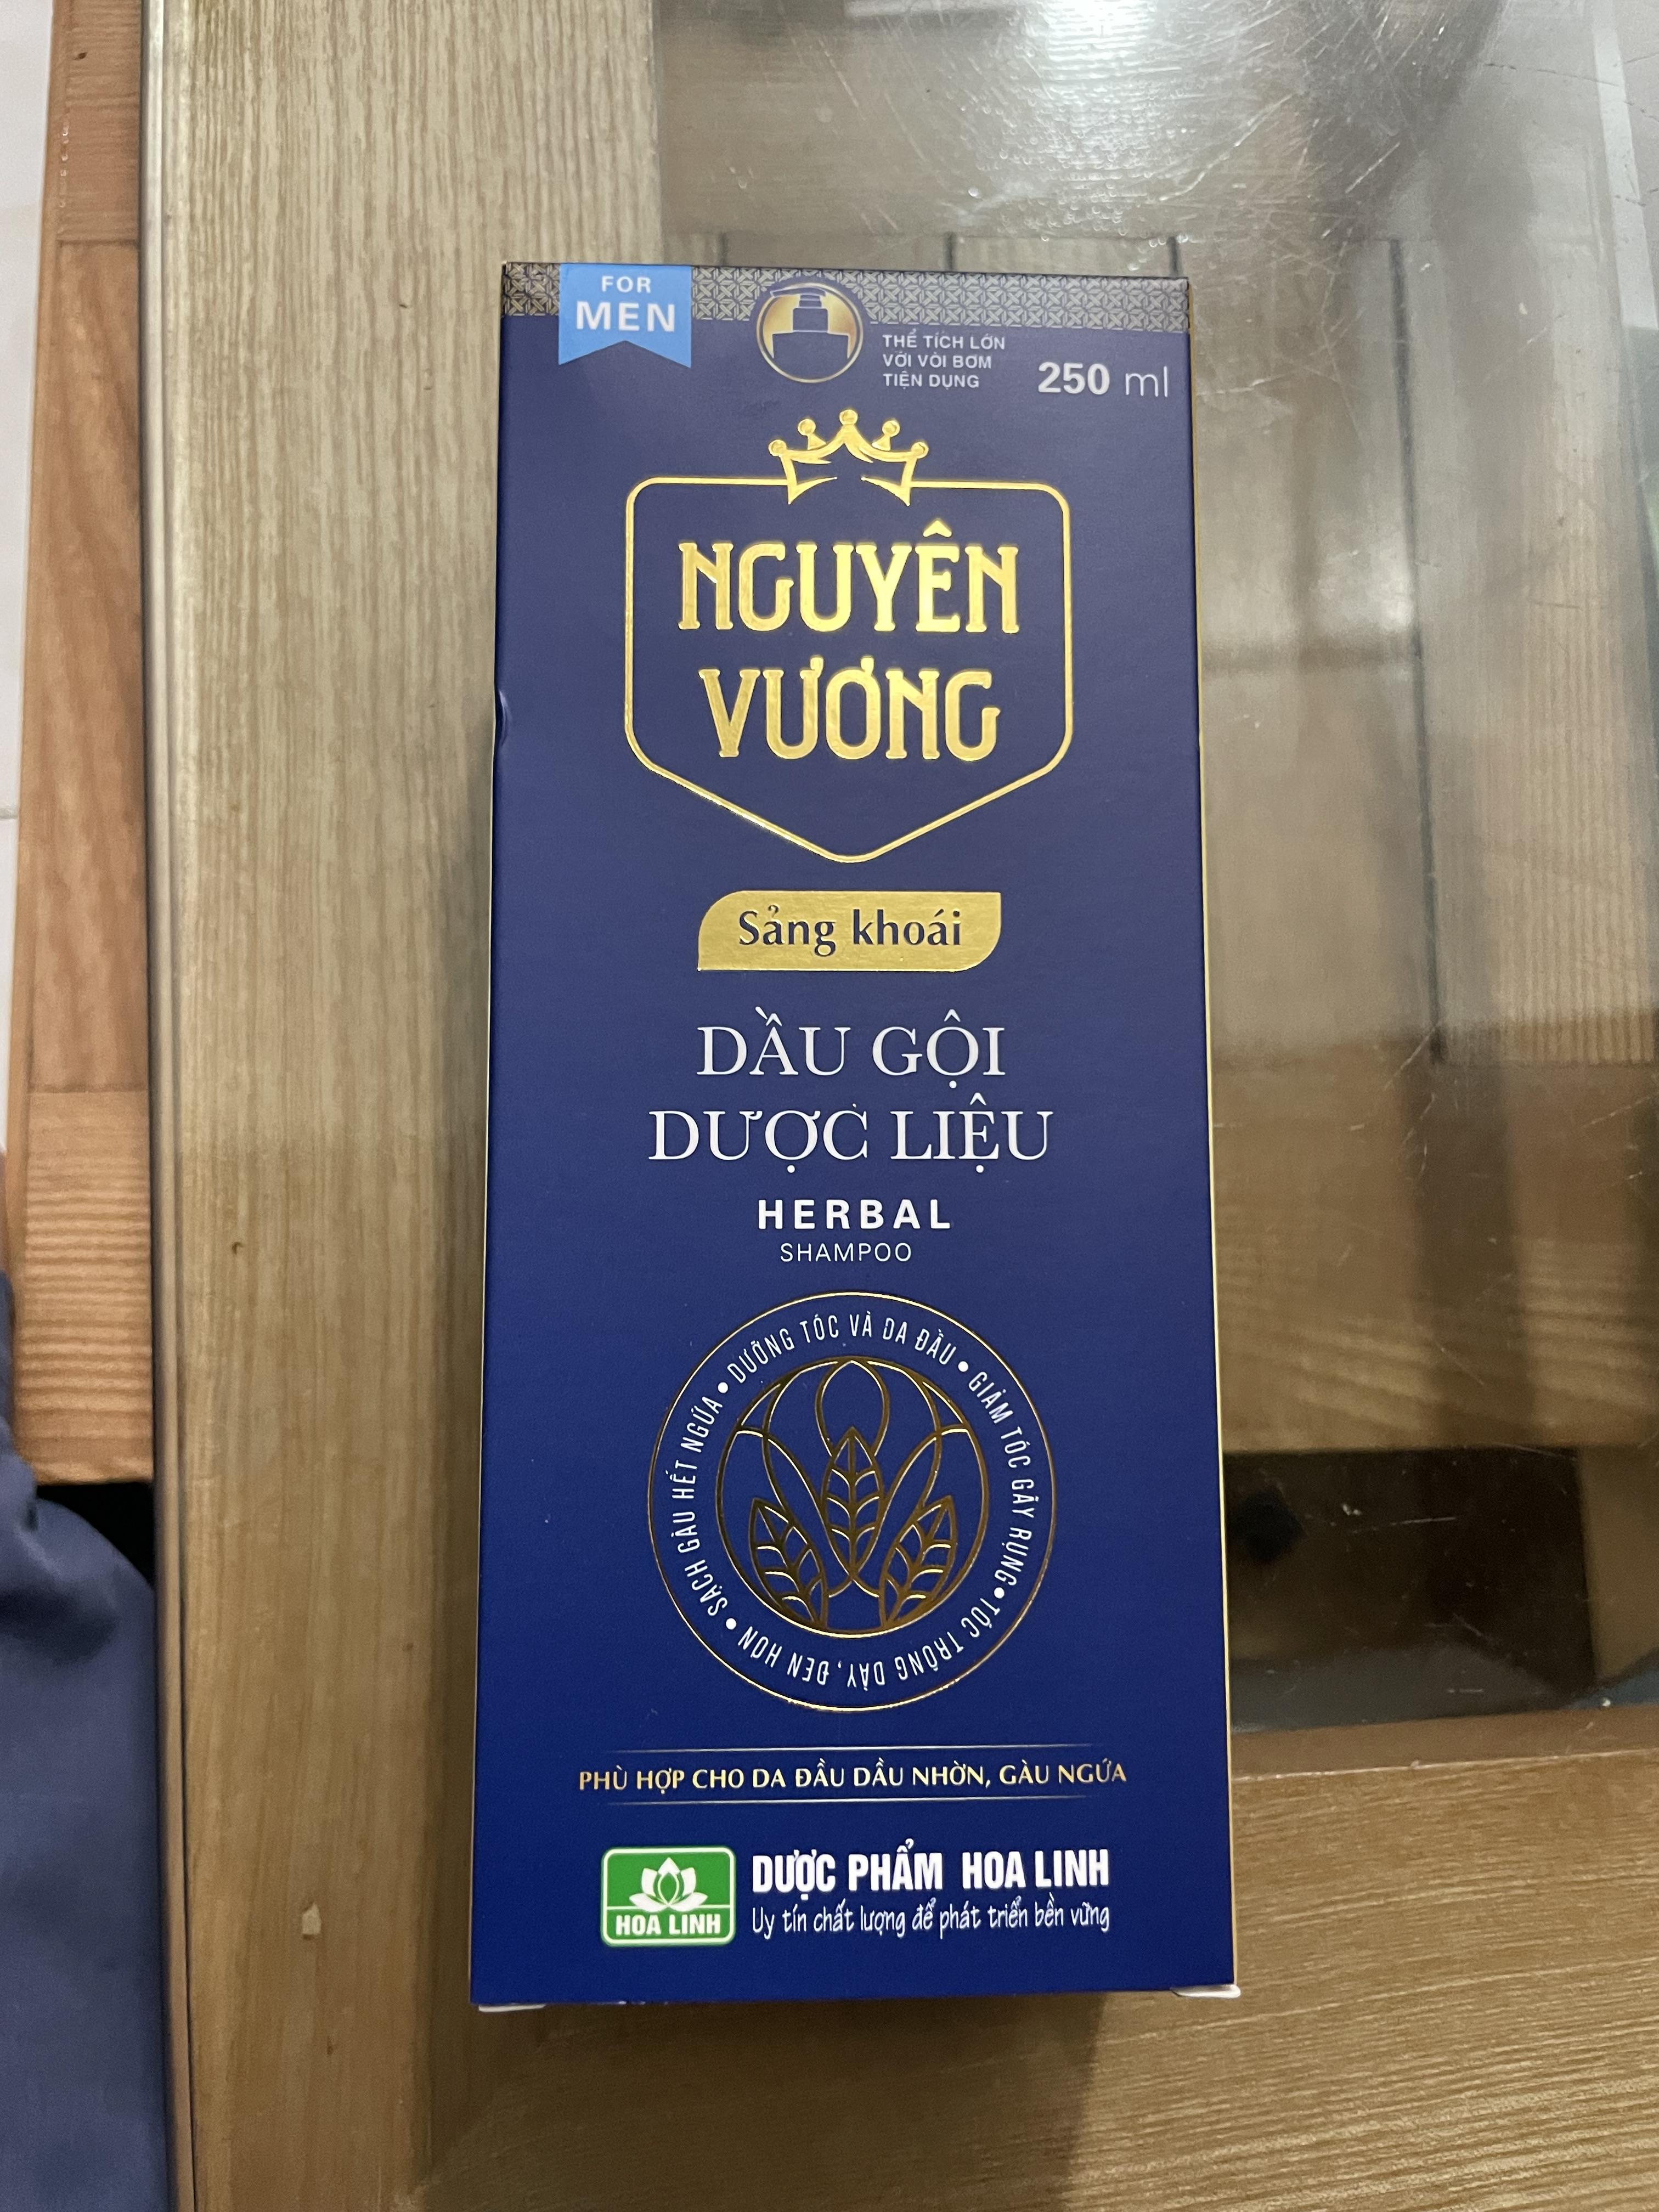 FOR
MEN
THỂ TÍCH LỚN
VỚI VÒI BƠM
TIỆN DỤNG
250 ml
NGUYÊN
VƯƠNG
Sảng khoái
DẦU GỘI
DƯỢC LIỆU
HERBAL
SHAMPOO
• SẠCH GÀU HẾT NGỨA • DƯỠNG TÓC VÀ DA ĐẦU • GIẢM TÓC GÃY RỤNG • TÓC TRÔNG DÀY, ĐEN HƠN
PHÙ HỢP CHO DA ĐẦU DẦU NHỜN, GÀU NGỨA
HOA LINH
DƯỢC PHẨM HOA LINH
Uy tín chất lượng để phát triển bền vững